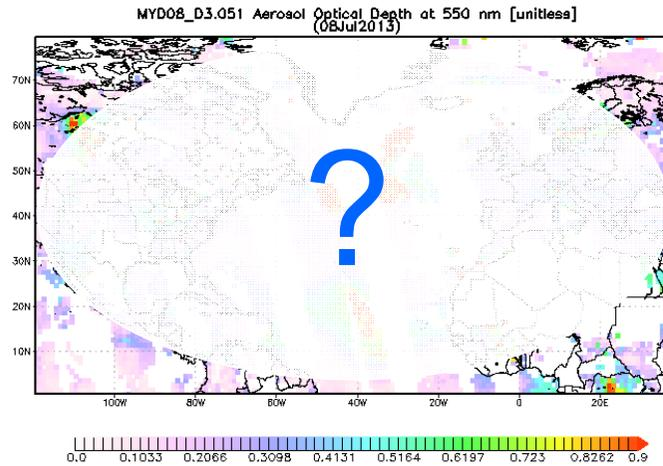 MYD08_D3.051 Aerosol Optical Depth at 550 nm [unitless]
(08Jul2013)
70N
60N
50N
40N
30N
20N
10N
?
100W 80W 60W 40W 20W 0 20E
0.0 0.1033 0.2066 0.3098 0.4131 0.5164 0.6197 0.723 0.8262 0.9